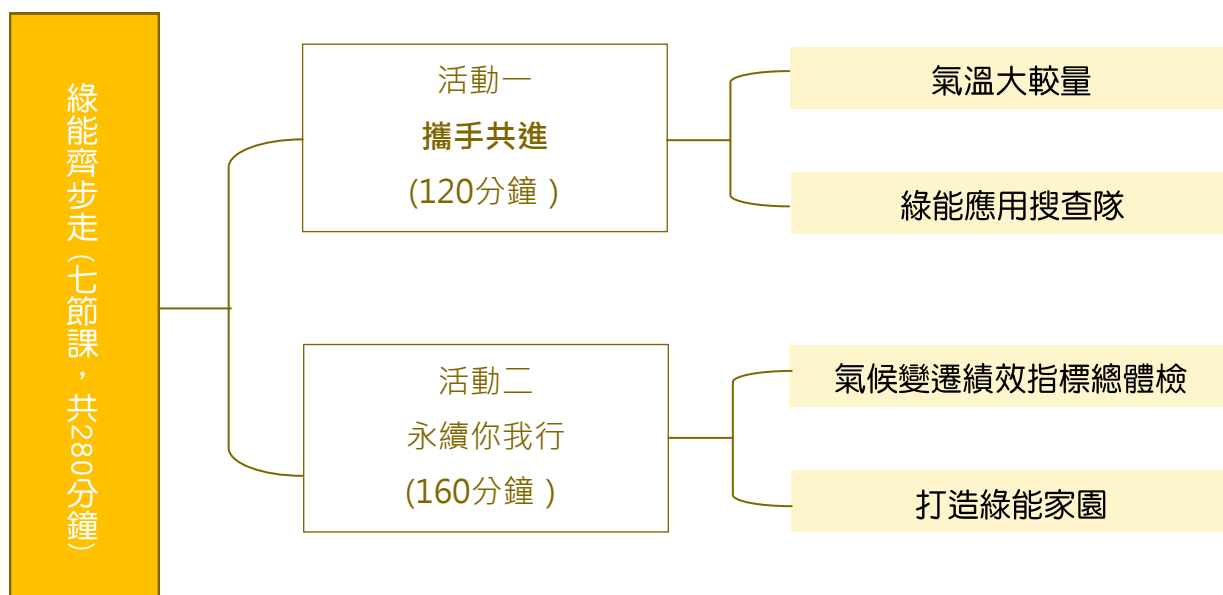 綠能齊步走(七節課，共280分鐘)
活動一
攜手共進
(120分鐘)
氣溫大較量
綠能應用搜查隊
活動二
永續你我行
(160分鐘)
氣候變遷績效指標總體檢
打造綠能家園